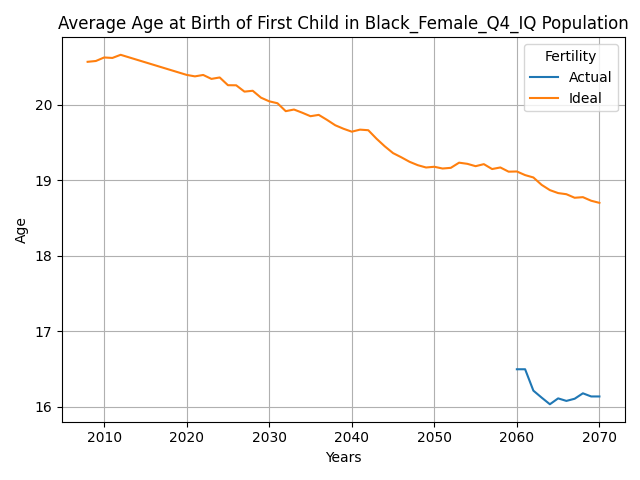 Average Age at Birth of First Child in Black_Female_Q4_IQ Population
Fertility
Actual
Ideal
Age
20
19
18
17
16
2010 2020 2030 2040 2050 2060 2070
Years